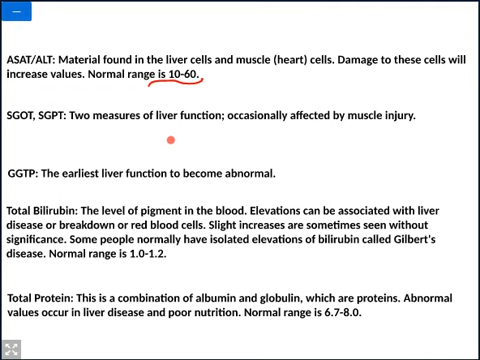 ASAT/ALT: Material found in the liver cells and muscle (heart) cells. Damage to these cells will
increase values. Normal range is 10-60.
SGOT, SGPT: Two measures of liver function; occasionally affected by muscle injury.
GGTP: The earliest liver function to become abnormal.
Total Bilirubin: The level of pigment in the blood. Elevations can be associated with liver
disease or breakdown or red blood cells. Slight increases are sometimes seen without
significance. Some people normally have isolated elevations of bilirubin called Gilbert's
disease. Normal range is 1.0-1.2.
Total Protein: This is a combination of albumin and globulin, which are proteins. Abnormal
values occur in liver disease and poor nutrition. Normal range is 6.7-8.0.